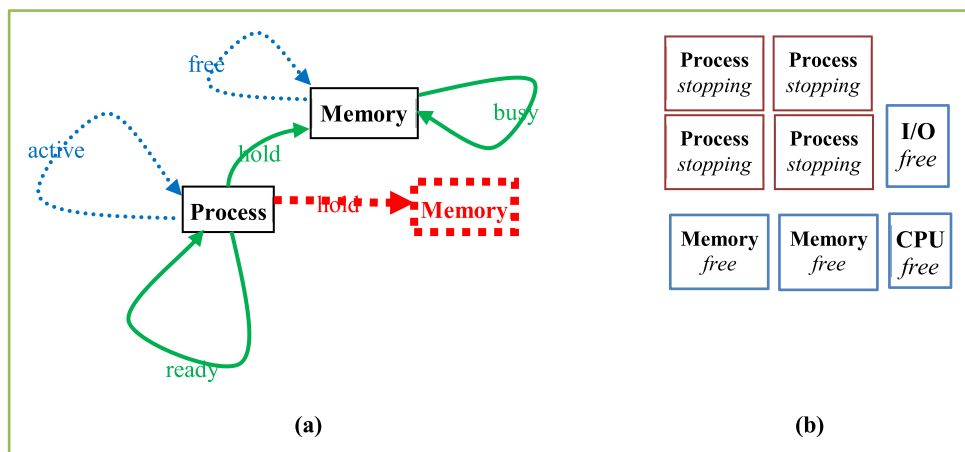 free
Memory
busy
active
hold
Process
hold
Memory
ready
(a)
Process
stopping
Process
stopping
Process
stopping
Process
stopping
I/O
free
Memory
free
Memory
free
CPU
free
(b)